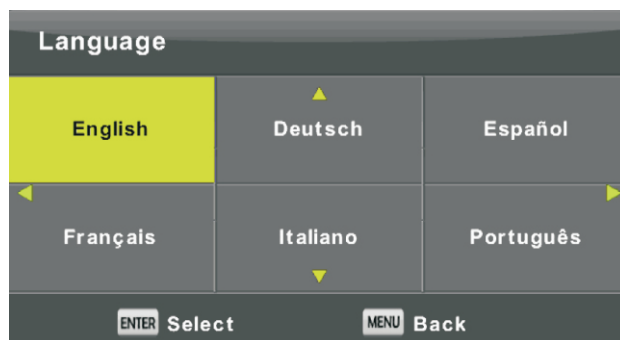 Language
English Deutsch Español
Français Italiano Português
ENTER Select MENU Back